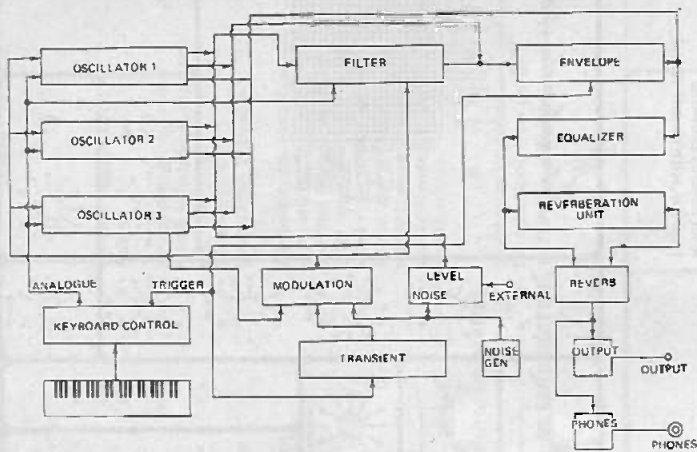 OSCILLATOR 1
FILTER
ENVELOPE
OSCILLATOR 2
EQUALIZER
OSCILLATOR 3
REVERBERATION
UNIT
ANALOGUE
TRIGGER
MODULATION
LEVEL
NOISE
EXTERNAL
REVERB
KEYBOARD CONTROL
TRANSIENT
NOISE
GEN
OUTPUT
OUTPUT
PHONES
PHONES